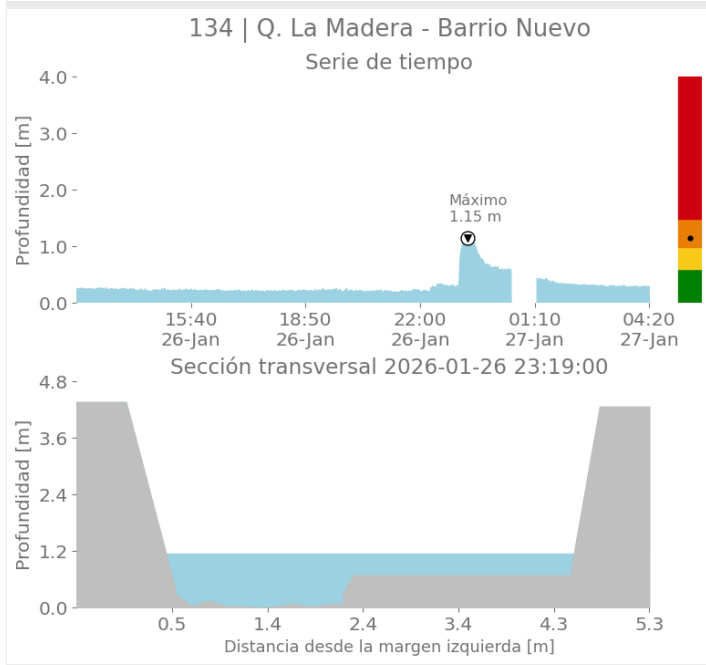 134 | Q. La Madera - Barrio Nuevo
Serie de tiempo
Profundidad [m]
4.0
3.0
2.0
1.0
0.0
Máximo
1.15 m
15:40 18:50 22:00 01:10 04:20
26-Jan 26-Jan 26-Jan 27-Jan 27-Jan
Sección transversal 2026-01-26 23:19:00
Profundidad [m]
4.8
3.6
2.4
1.2
0.0
0.5 1.4 2.4 3.4 4.3 5.3
Distancia desde la margen izquierda [m]